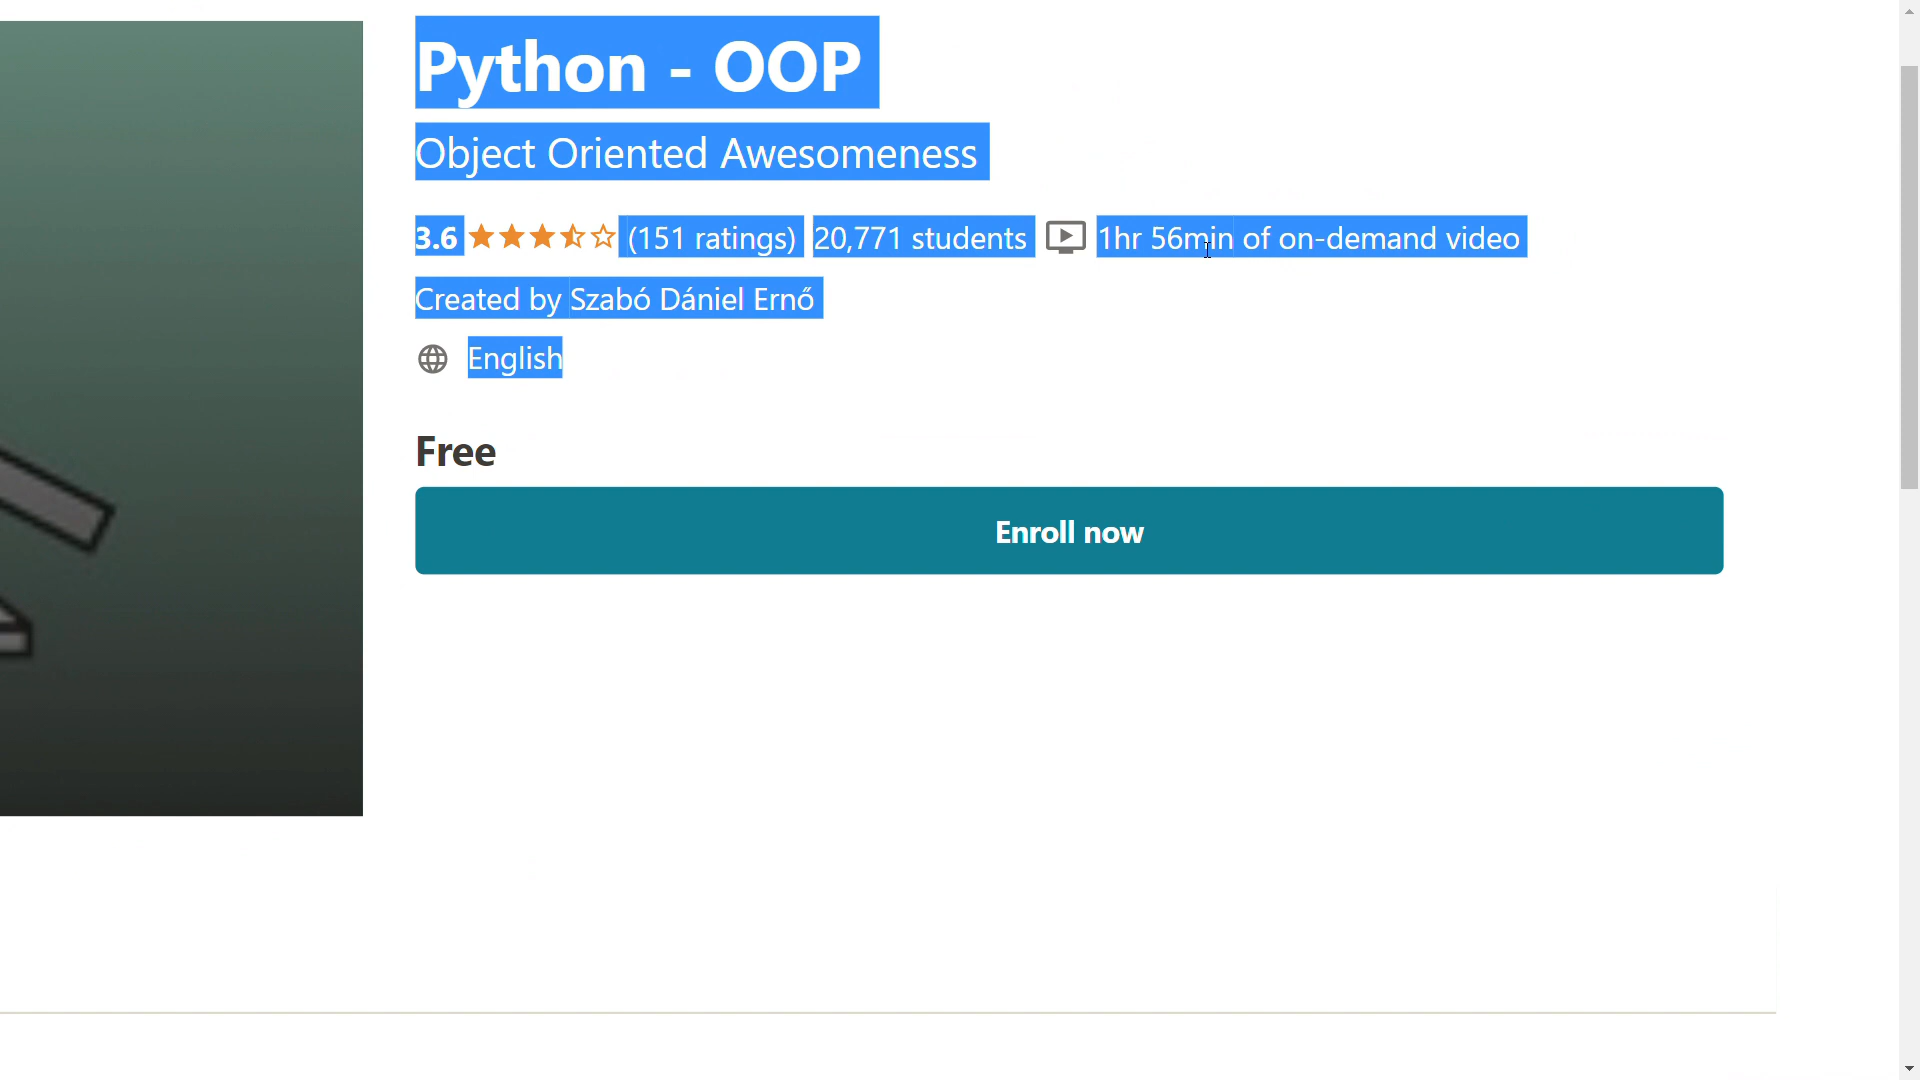 Python - OOP
Object Oriented Awesomeness
3.6 (151 ratings) 20,771 students 1hr 56min of on-demand video
Created by Szabó Dániel Ernő
English
Free
Enroll now